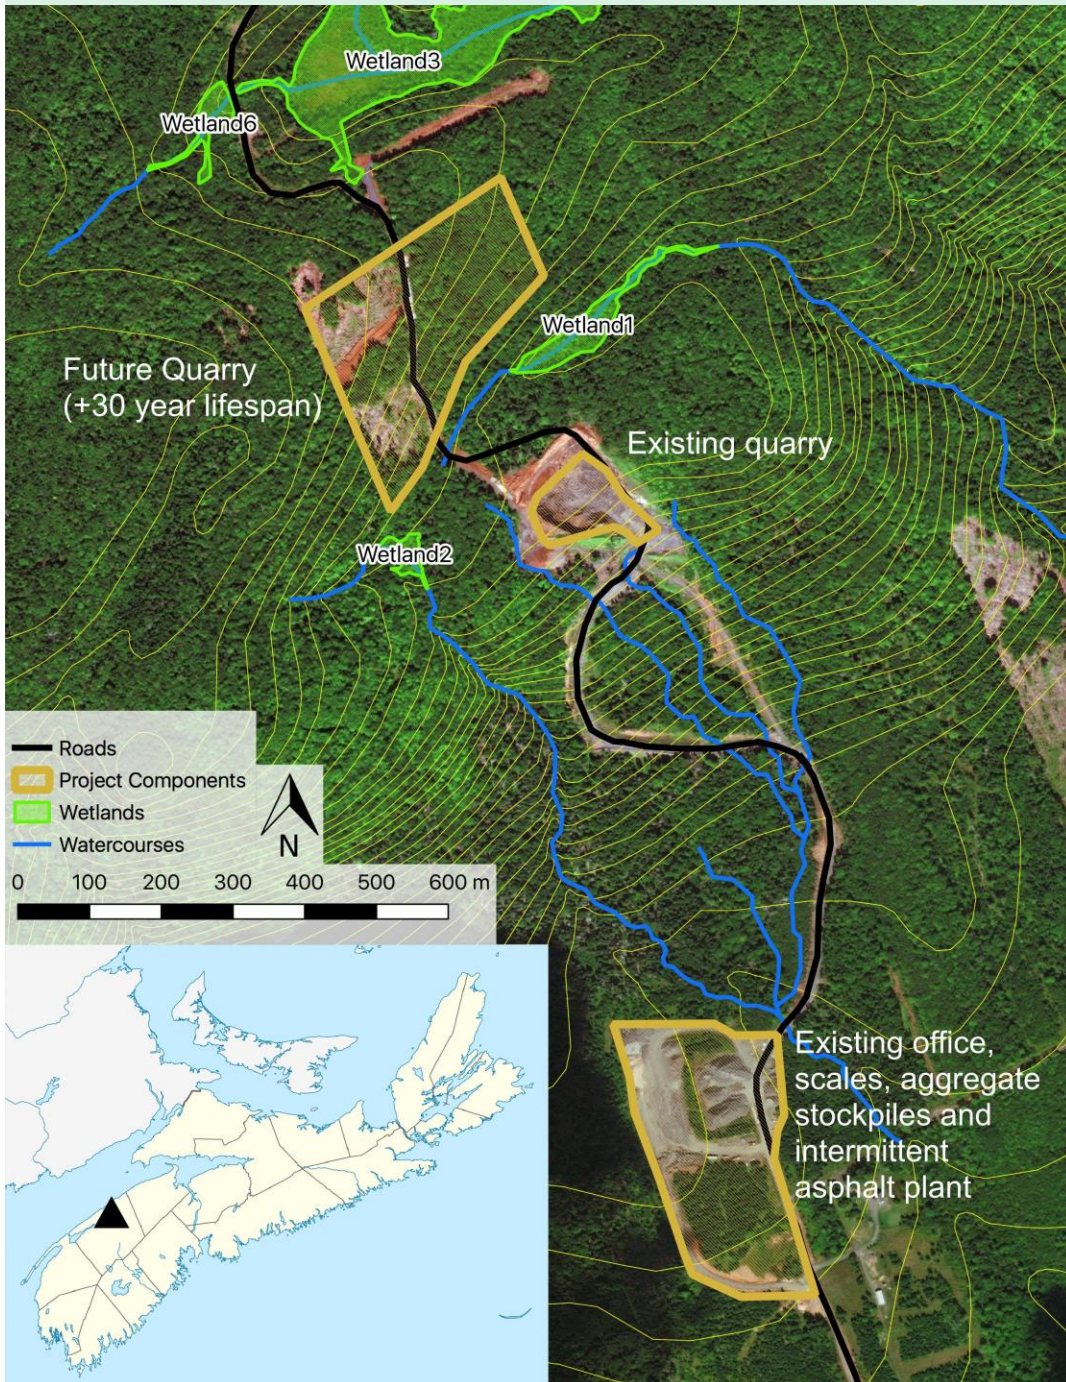 Wetland3
Wetland6
Wetland1
Future Quarry
(+30 year lifespan)
Existing quarry
Wetland2
Roads
Project Components
Wetlands
Watercourses
N
0 100 200 300 400 500 600 m
Existing office,
scales, aggregate
stockpiles and
intermittent
asphalt plant